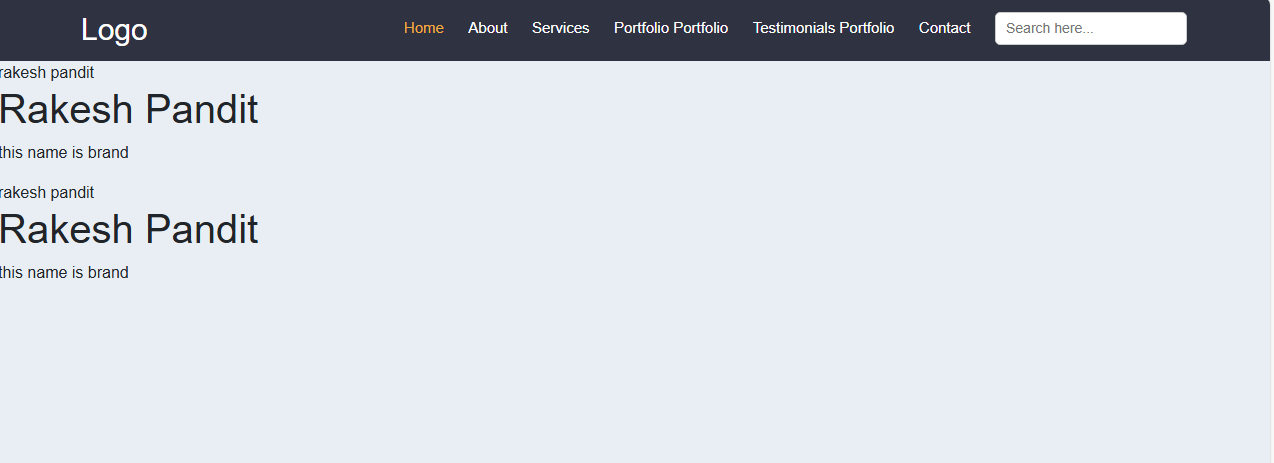 Logo Home About Services Portfolio Portfolio Testimonials Portfolio Contact Search here...
rakesh pandit
Rakesh Pandit
this name is brand
rakesh pandit
Rakesh Pandit
this name is brand